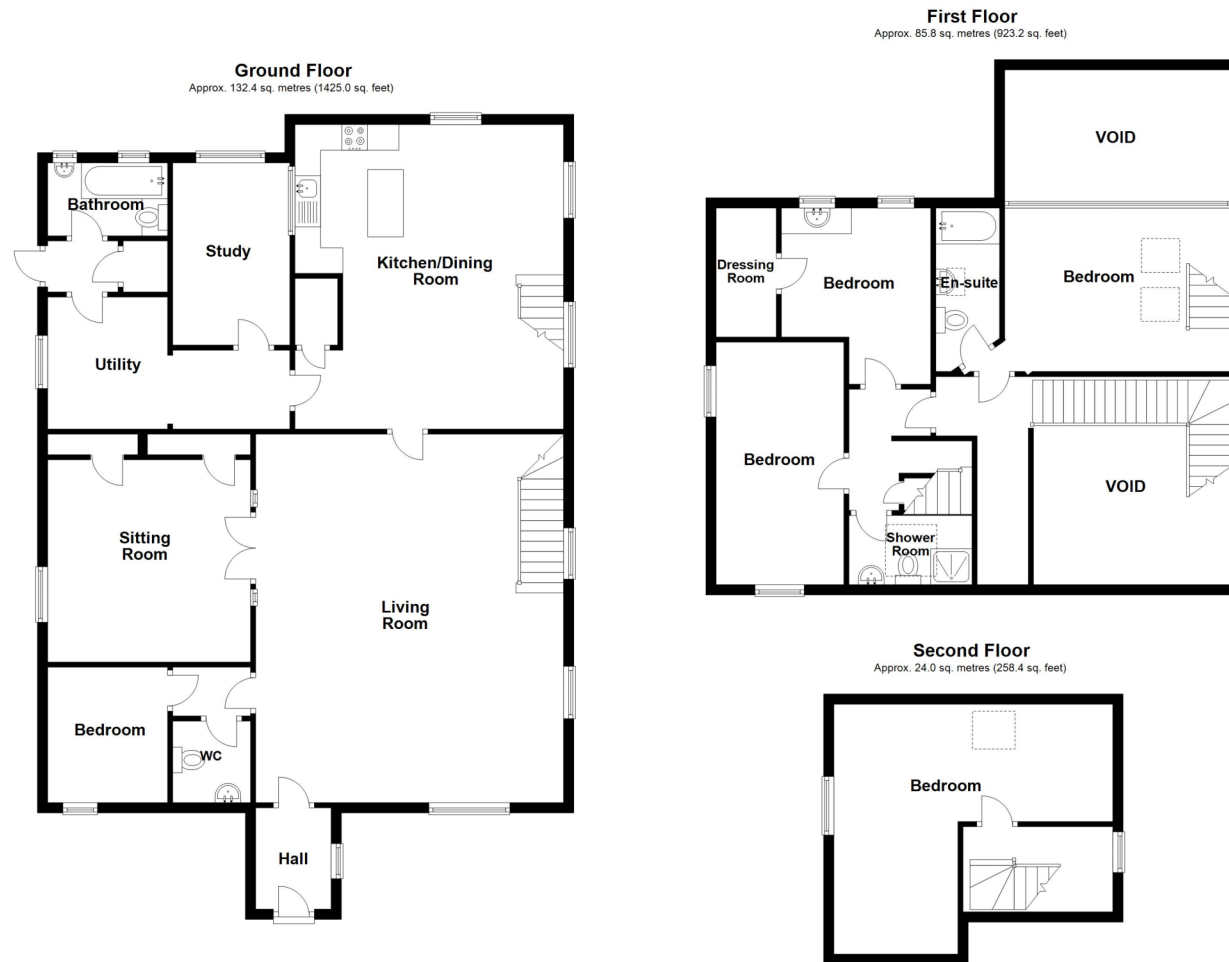 Ground Floor
Approx. 132.4 sq. metres (1425.0 sq. feet)
Bathroom
Study
Kitchen/Dining
Room
Utility
Sitting
Room
Living
Room
Bedroom
WC
Hall
First Floor
Approx. 85.8 sq. metres (923.2 sq. feet)
VOID
Dressing
Room
Bedroom
En-suite
Bedroom
Bedroom
VOID
Shower
Room
Second Floor
Approx. 24.0 sq. metres (258.4 sq. feet)
Bedroom